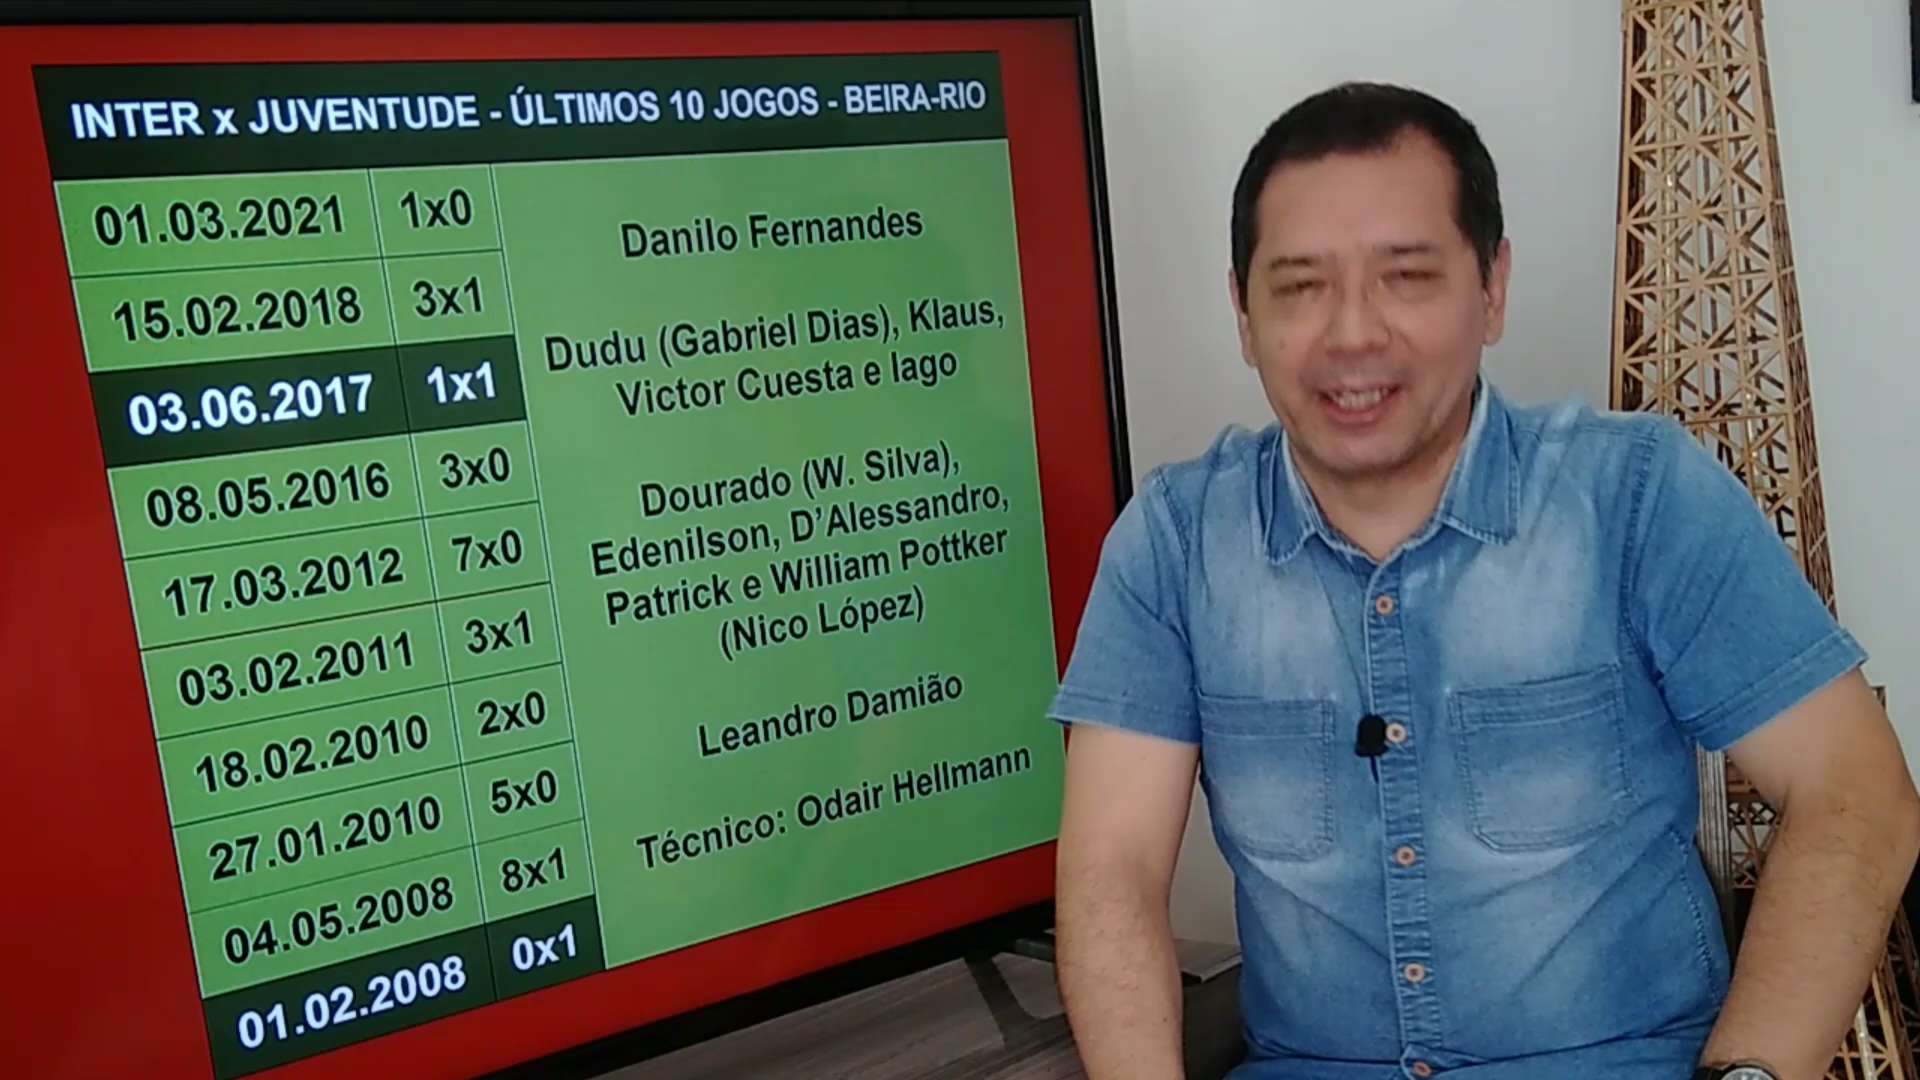 INTER x JUVENTUDE - ÚLTIMOS 10 JOGOS - BEIRA-RIO
01.03.2021 1x0
15.02.2018 3x1
03.06.2017 1x1
08.05.2016 3x0
17.03.2012 7x0
03.02.2011 3x1
18.02.2010 2x0
27.01.2010 5x0
04.05.2008 8x1
01.02.2008 0x1
Danilo Fernandes
Dudu (Gabriel Dias), Klaus,
Victor Cuesta e Iago
Dourado (W. Silva),
Edenilson, D’Alessandro,
Patrick e William Pottker
(Nico López)
Leandro Damião
Técnico: Odair Hellmann